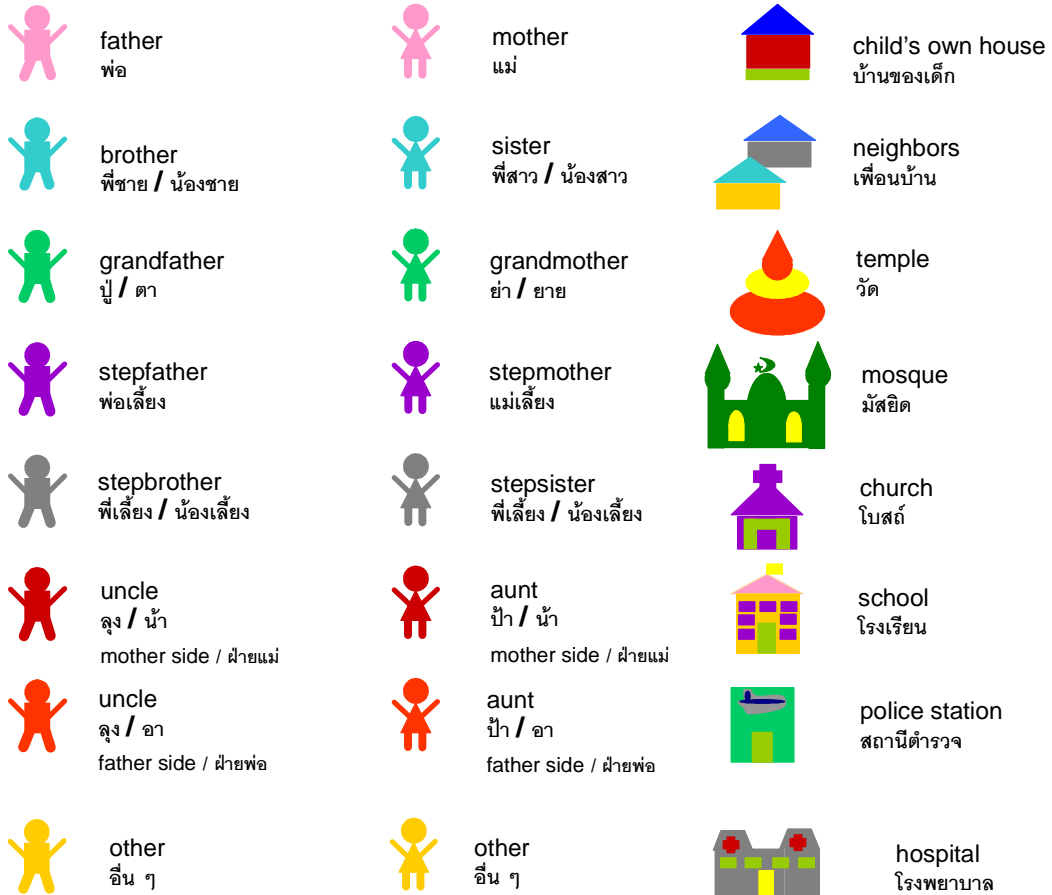 father
พ่อ
mother
แม่
child's own house
บ้านของเด็ก
brother
พี่ชาย / น้องชาย
sister
พี่สาว / น้องสาว
neighbors
เพื่อนบ้าน
grandfather
ปู่ / ตา
grandmother
ย่า / ยาย
temple
วัด
stepfather
พ่อเลี้ยง
stepmother
แม่เลี้ยง
mosque
มัสยิด
stepbrother
พี่เลี้ยง / น้องเลี้ยง
stepsister
พี่เลี้ยง / น้องเลี้ยง
church
โบสถ์
uncle
ลุง / น้า
mother side / ฝ่ายแม่
aunt
ป้า / น้า
mother side / ฝ่ายแม่
school
โรงเรียน
uncle
ลุง / อา
father side / ฝ่ายพ่อ
aunt
ป้า / อา
father side / ฝ่ายพ่อ
police station
สถานีตำรวจ
other
อื่น ๆ
other
อื่น ๆ
hospital
โรงพยาบาล